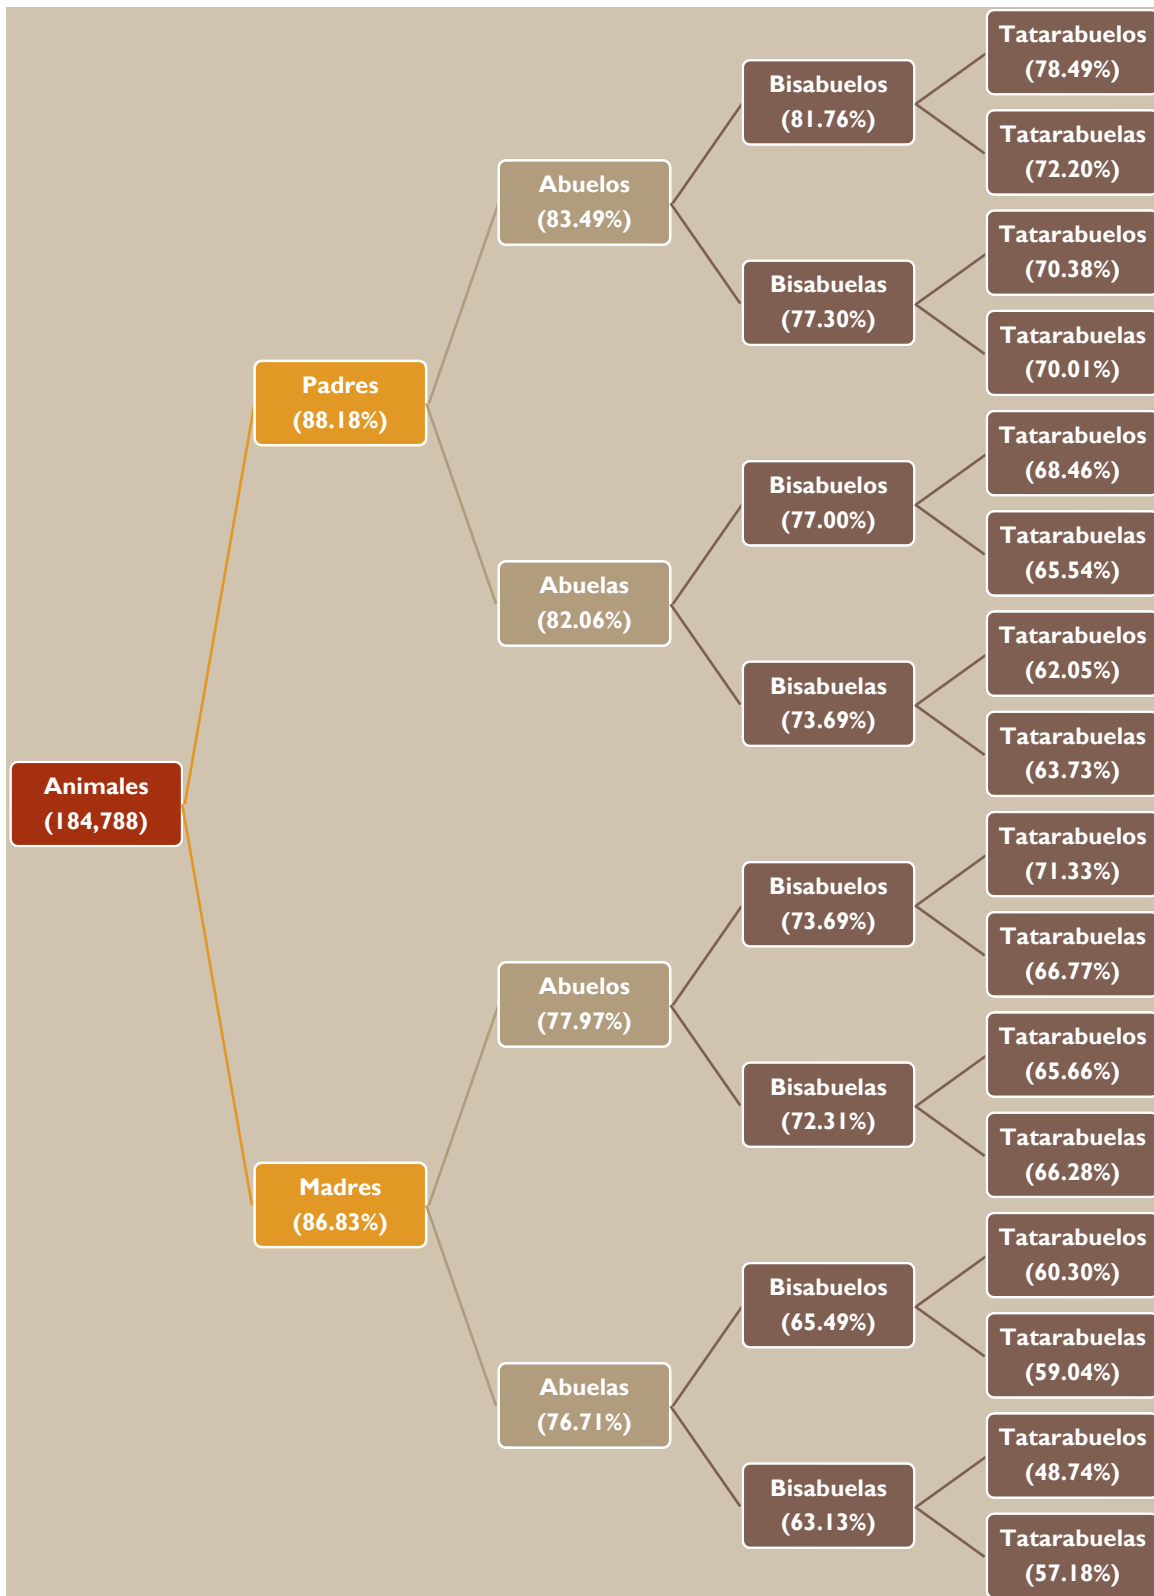 Tatarabuelos
(78.49%)
Bisabuelos
(81.76%)
Tatarabuelas
(72.20%)
Abuelos
(83.49%)
Tatarabuelos
(70.38%)
Bisabuelas
(77.30%)
Tatarabuelas
(70.01%)
Padres
(88.18%)
Tatarabuelos
(68.46%)
Bisabuelos
(77.00%)
Tatarabuelas
(65.54%)
Abuelas
(82.06%)
Tatarabuelos
(62.05%)
Bisabuelas
(73.69%)
Tatarabuelas
(63.73%)
Animales
(184,788)
Tatarabuelos
(71.33%)
Bisabuelos
(73.69%)
Tatarabuelas
(66.77%)
Abuelos
(77.97%)
Tatarabuelos
(65.66%)
Bisabuelas
(72.31%)
Tatarabuelas
(66.28%)
Madres
(86.83%)
Tatarabuelos
(60.30%)
Bisabuelos
(65.49%)
Tatarabuelas
(59.04%)
Abuelas
(76.71%)
Tatarabuelos
(48.74%)
Bisabuelas
(63.13%)
Tatarabuelas
(57.18%)